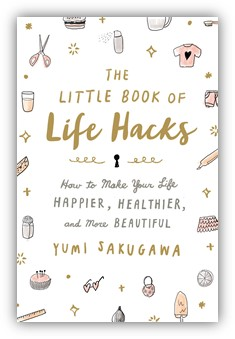 THE
LITTLE BOOK OF
Life Hacks
How to Make Your Life
HAPPIER, HEALTHIER,
and More BEAUTIFUL
YUMI SAKUGAWA